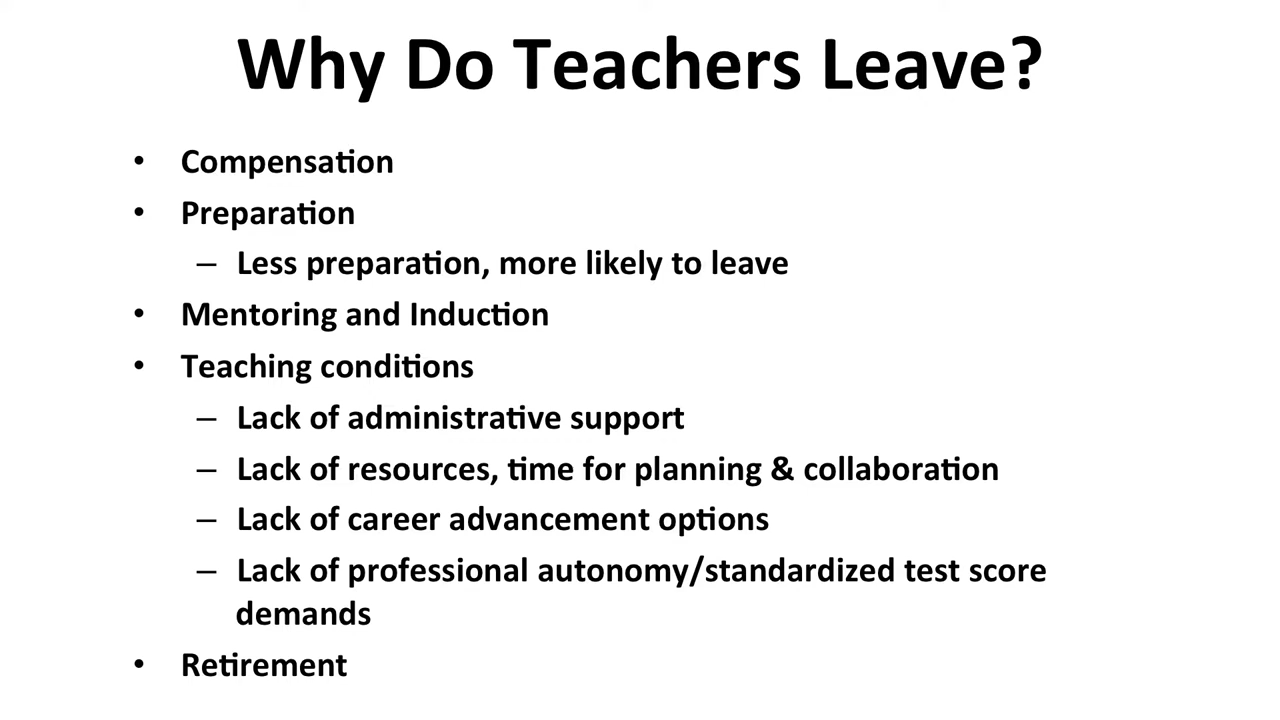 Why Do Teachers Leave?
• Compensation
• Preparation
– Less preparation, more likely to leave
• Mentoring and Induction
• Teaching conditions
– Lack of administrative support
– Lack of resources, time for planning & collaboration
– Lack of career advancement options
– Lack of professional autonomy/standardized test score
demands
• Retirement